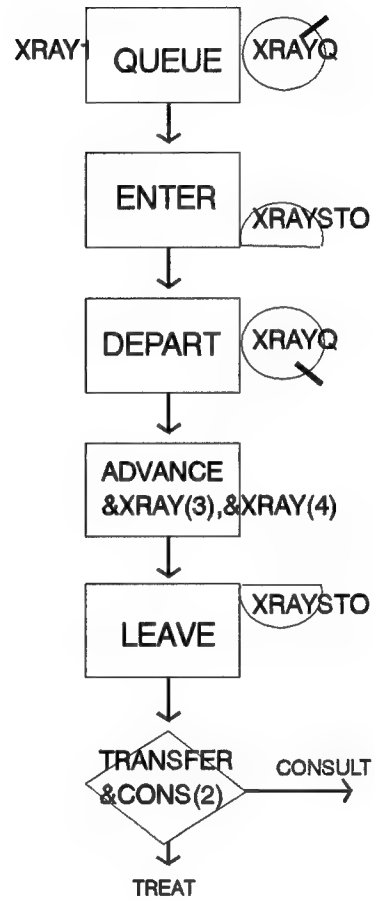 XRAY1 QUEUE XRAYQ
ENTER
XRAYSTO
DEPART XRAYQ
ADVANCE
&XRAY(3),&XRAY(4)
LEAVE XRAYSTO
TRANSFER
&CONS(2)
CONSULT
TREAT